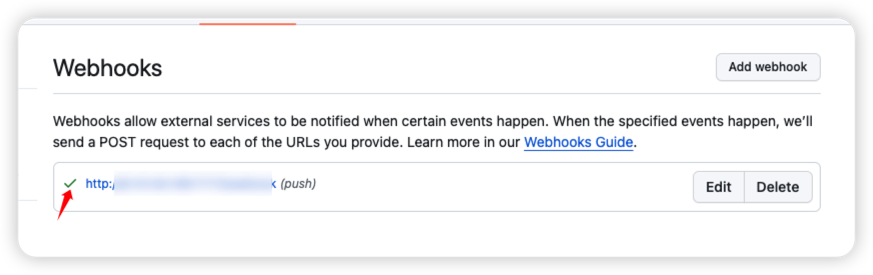 Webhooks
Add webhook
Webhooks allow external services to be notified when certain events happen. When the specified events happen, we’ll
send a POST request to each of the URLs you provide. Learn more in our Webhooks Guide.
http:/ (push)
Edit
Delete